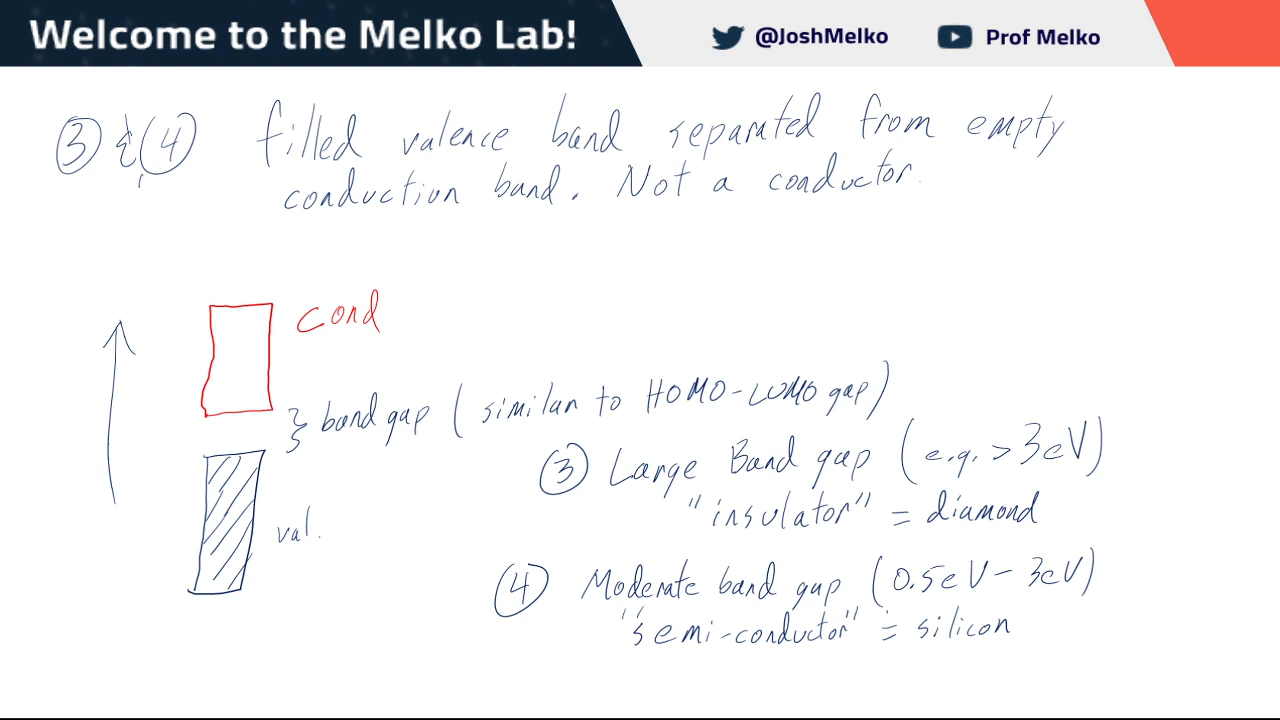 Welcome to the Melko Lab!
@JoshMelko
Prof Melko
③ & ④ filled valence band separated from empty
conduction band. Not a conductor.
cond
} band gap (similar to HOMO-LUMO gap)
③ Large Band gap (e.g. > 3eV)
"insulator" = diamond
val.
④ Moderate band gap (0.5eV - 3eV)
"semi-conductor" = silicon